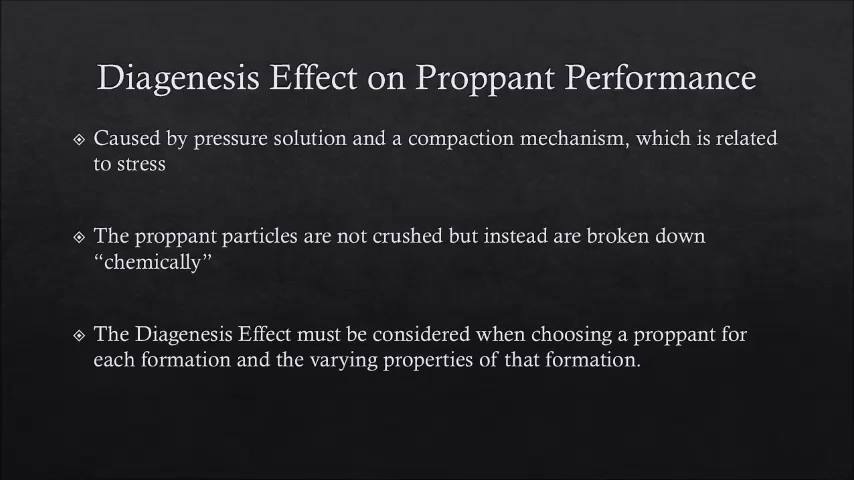 Diagenesis Effect on Proppant Performance
Caused by pressure solution and a compaction mechanism, which is related
to stress
The proppant particles are not crushed but instead are broken down
“chemically”
The Diagenesis Effect must be considered when choosing a proppant for
each formation and the varying properties of that formation.